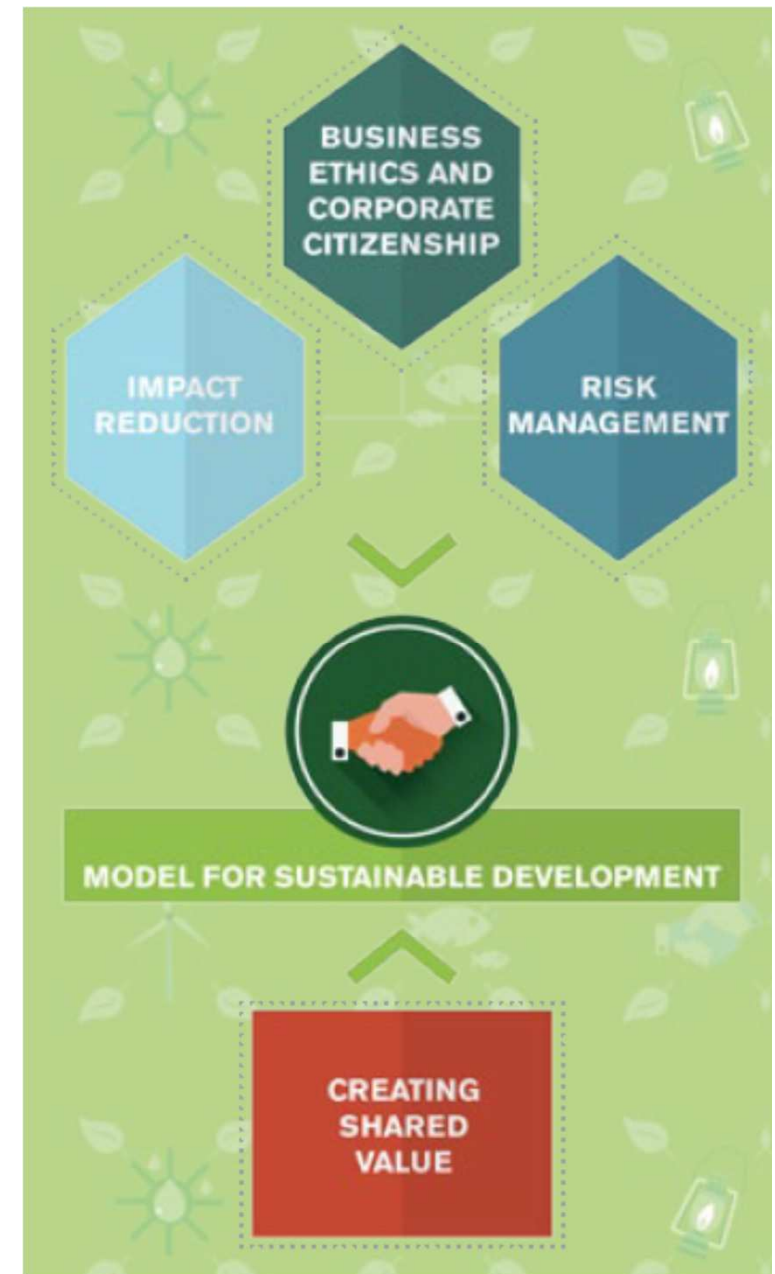 BUSINESS
ETHICS AND
CORPORATE
CITIZENSHIP
IMPACT
REDUCTION
RISK
MANAGEMENT
MODEL FOR SUSTAINABLE DEVELOPMENT
CREATING
SHARED
VALUE